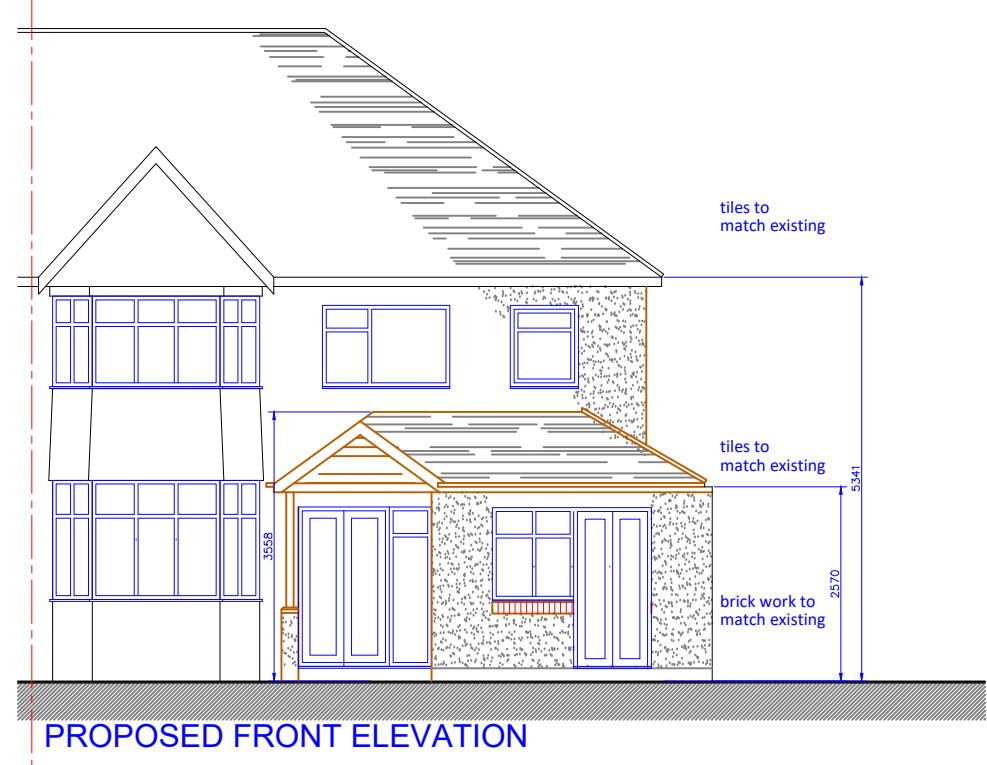 tiles to
match existing
tiles to
match existing
5341
3558
2570
brick work to
match existing
PROPOSED FRONT ELEVATION